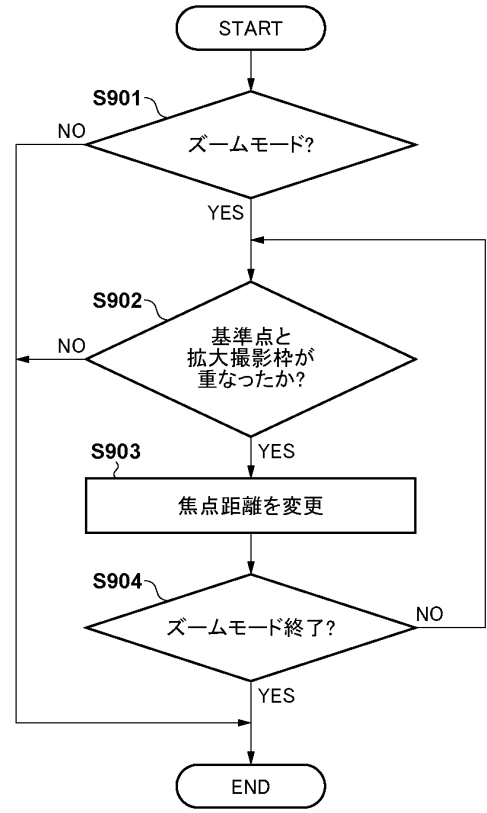 START
S901
ズームモード?
NO
YES
S902
基準点と
拡大撮影枠が
重なったか?
NO
YES
S903
焦点距離を変更
S904
ズームモード終了?
NO
YES
END